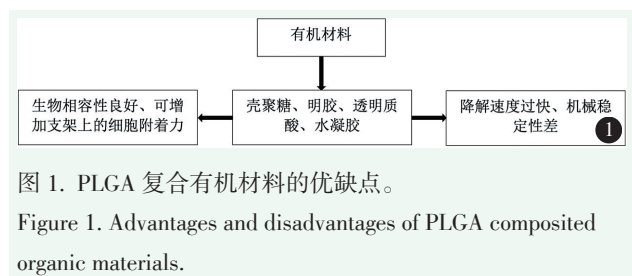 有机材料
生物相容性良好、可增
加支架上的细胞附着力
壳聚糖、明胶、透明质
酸、水凝胶
降解速度过快、机械稳
定性差
1
图 1. PLGA 复合有机材料的优缺点。
Figure 1. Advantages and disadvantages of PLGA composited
organic materials.